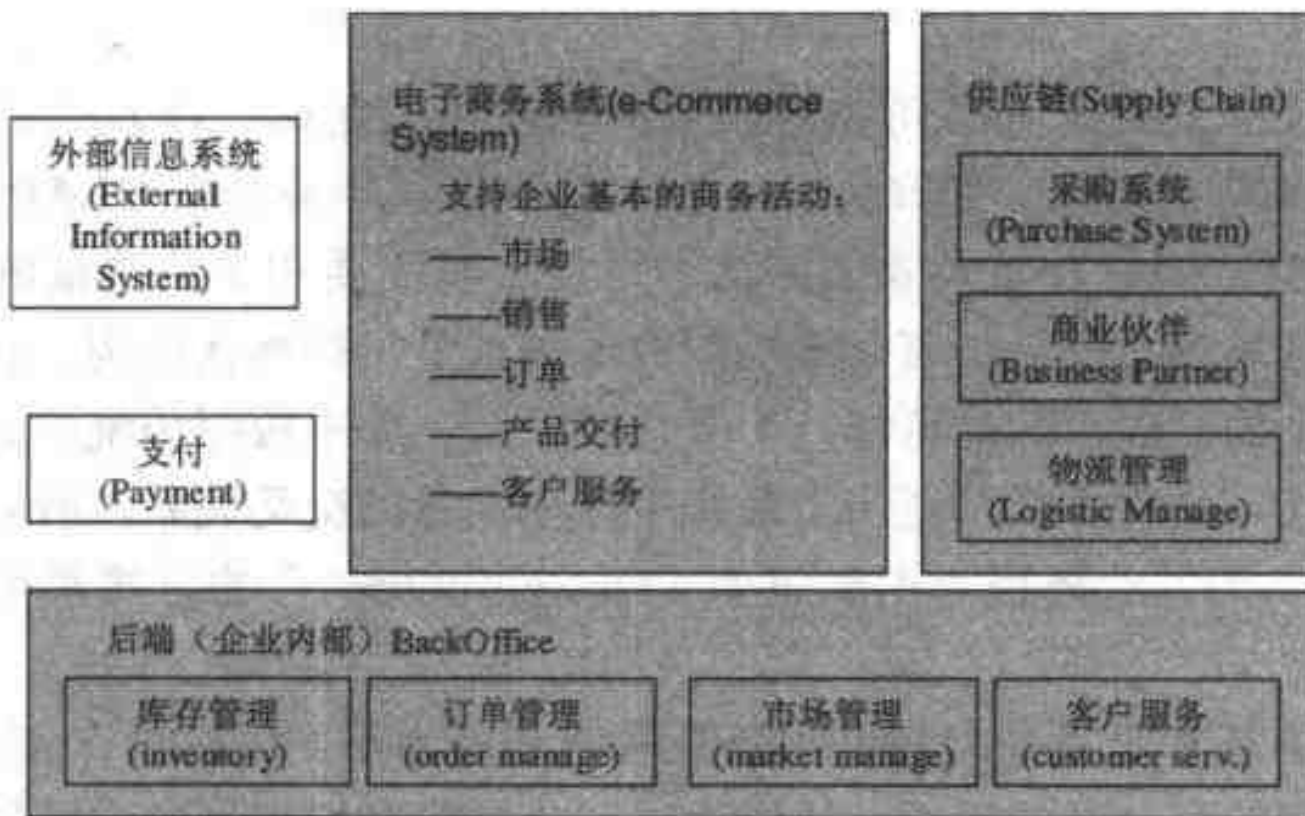 外部信息系统
(External
Information
System)
支付
(Payment)
电子商务系统(e-Commerce
System)
支持企业基本的商务活动：
——市场
——销售
——订单
——产品交付
——客户服务
供应链(Supply Chain)
采购系统
(Purchase System)
商业伙伴
(Business Partner)
物流管理
(Logistic Manage)
后端（企业内部）BackOffice
库存管理
(inventory)
订单管理
(order manage)
市场管理
(market manage)
客户服务
(customer serv.)